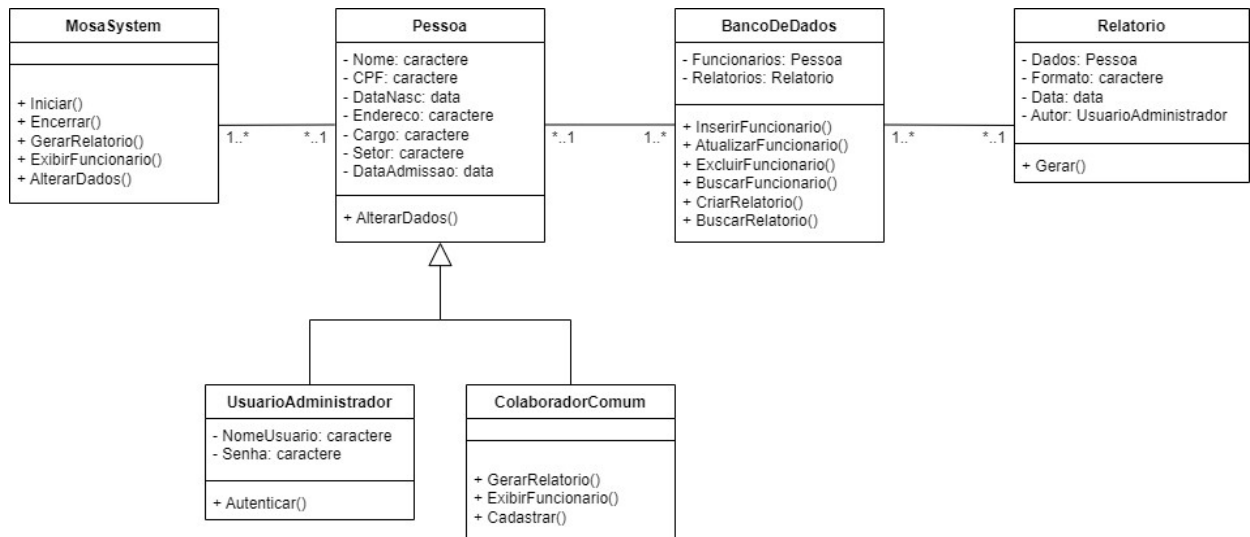 MosaSystem
+ Iniciar()
+ Encerrar()
+ GerarRelatorio()
+ ExibirFuncionario()
+ AlterarDados()
1..*
*..1
Pessoa
- Nome: caractere
- CPF: caractere
- DataNasc: data
- Endereco: caractere
- Cargo: caractere
- Setor: caractere
- DataAdmissao: data
+ AlterarDados()
*..1
1..*
BancoDeDados
- Funcionarios: Pessoa
- Relatorios: Relatorio
+ InserirFuncionario()
+ AtualizarFuncionario()
+ ExcluirFuncionario()
+ BuscarFuncionario()
+ CriarRelatorio()
+ BuscarRelatorio()
1..*
*..1
Relatorio
- Dados: Pessoa
- Formato: caractere
- Data: data
- Autor: UsuarioAdministrador
+ Gerar()
UsuarioAdministrador
- NomeUsuario: caractere
- Senha: caractere
+ Autenticar()
ColaboradorComum
+ GerarRelatorio()
+ ExibirFuncionario()
+ Cadastrar()